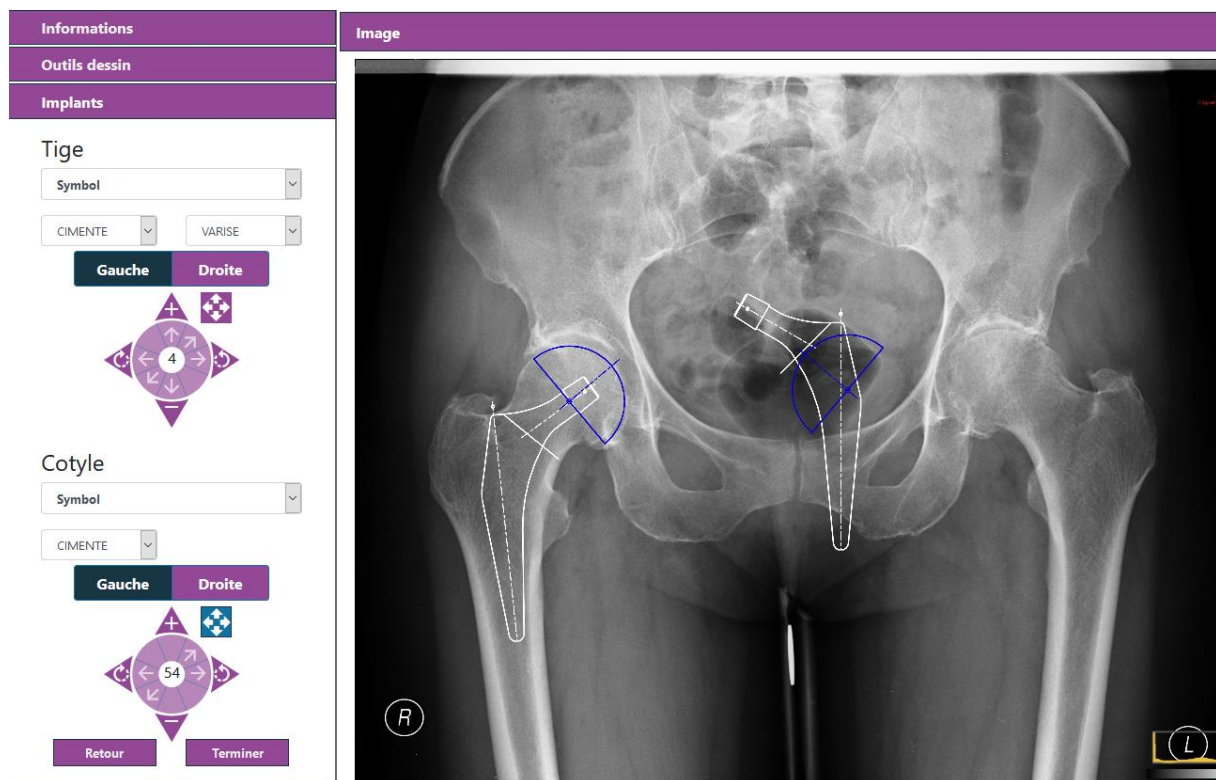 Informations
Outils dessin
Implants
Tige
Symbol
CIMENTE VARISE
Gauche Droite
+
4
−
Cotyle
Symbol
CIMENTE
Gauche Droite
+
54
−
Retour Terminer
Image
R
L